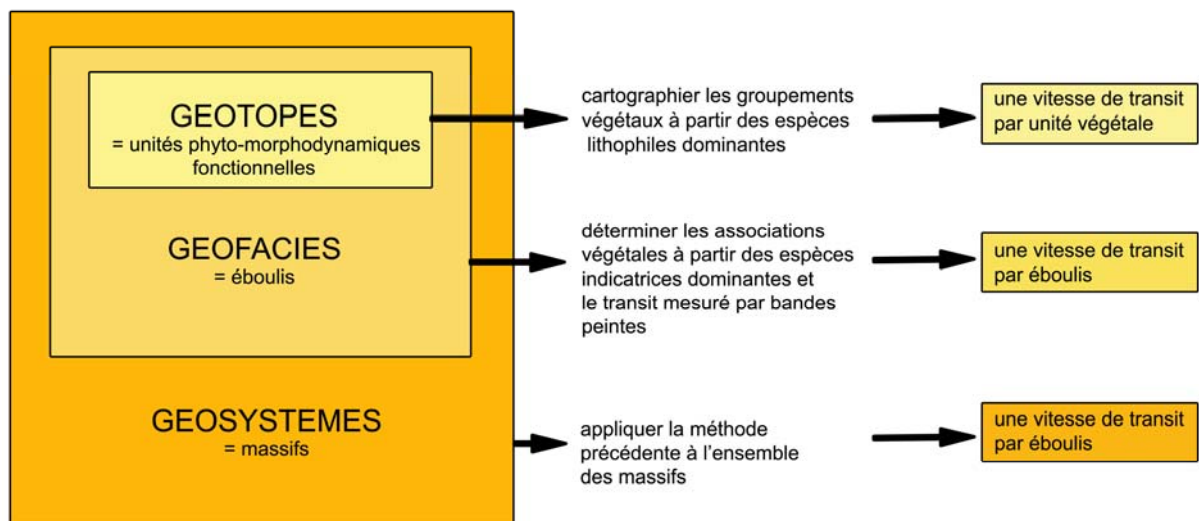 GEOTOPES
= unités phyto-morphodynamiques
fonctionnelles
cartographier les groupements
végétaux à partir des espèces
lithophiles dominantes
une vitesse de transit
par unité végétale
GEOFACIES
= éboulis
déterminer les associations
végétales à partir des espèces
indicatrices dominantes et
le transit mesuré par bandes
peintes
une vitesse de transit
par éboulis
GEOSYSTEMES
= massifs
appliquer la méthode
précédente à l'ensemble
des massifs
une vitesse de transit
par éboulis